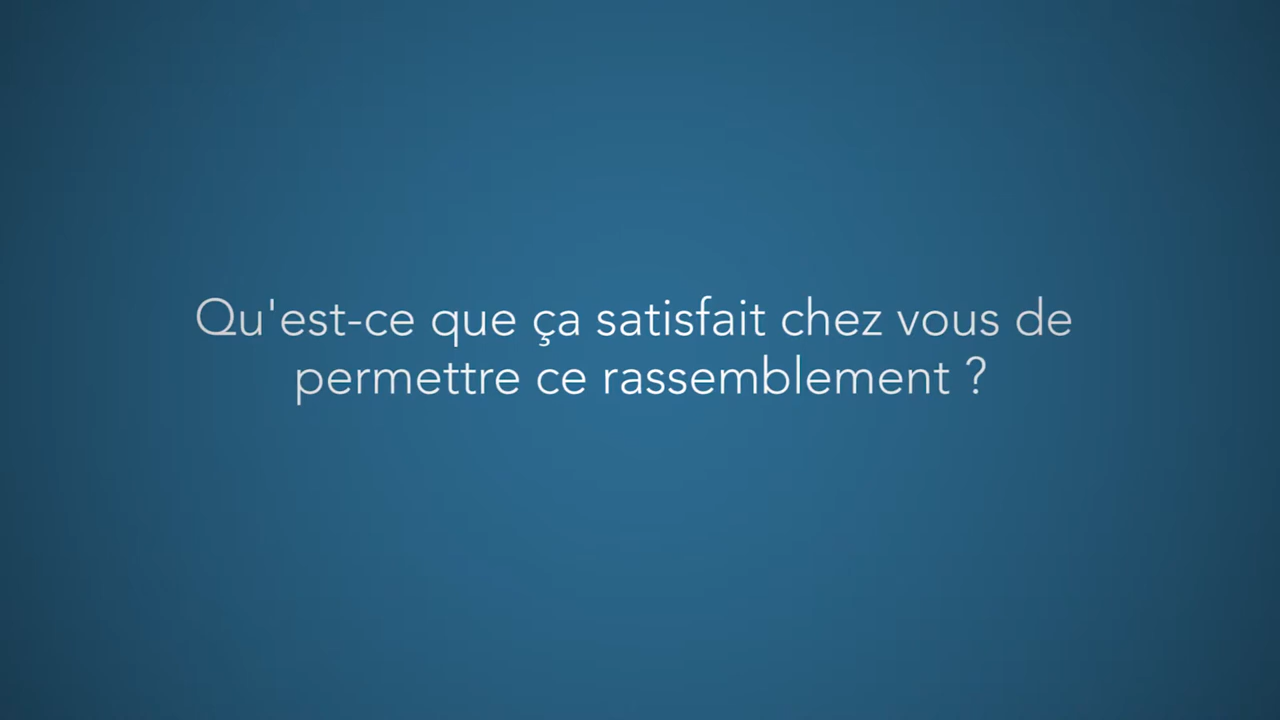 Qu'est-ce que ça satisfait chez vous de
permettre ce rassemblement ?